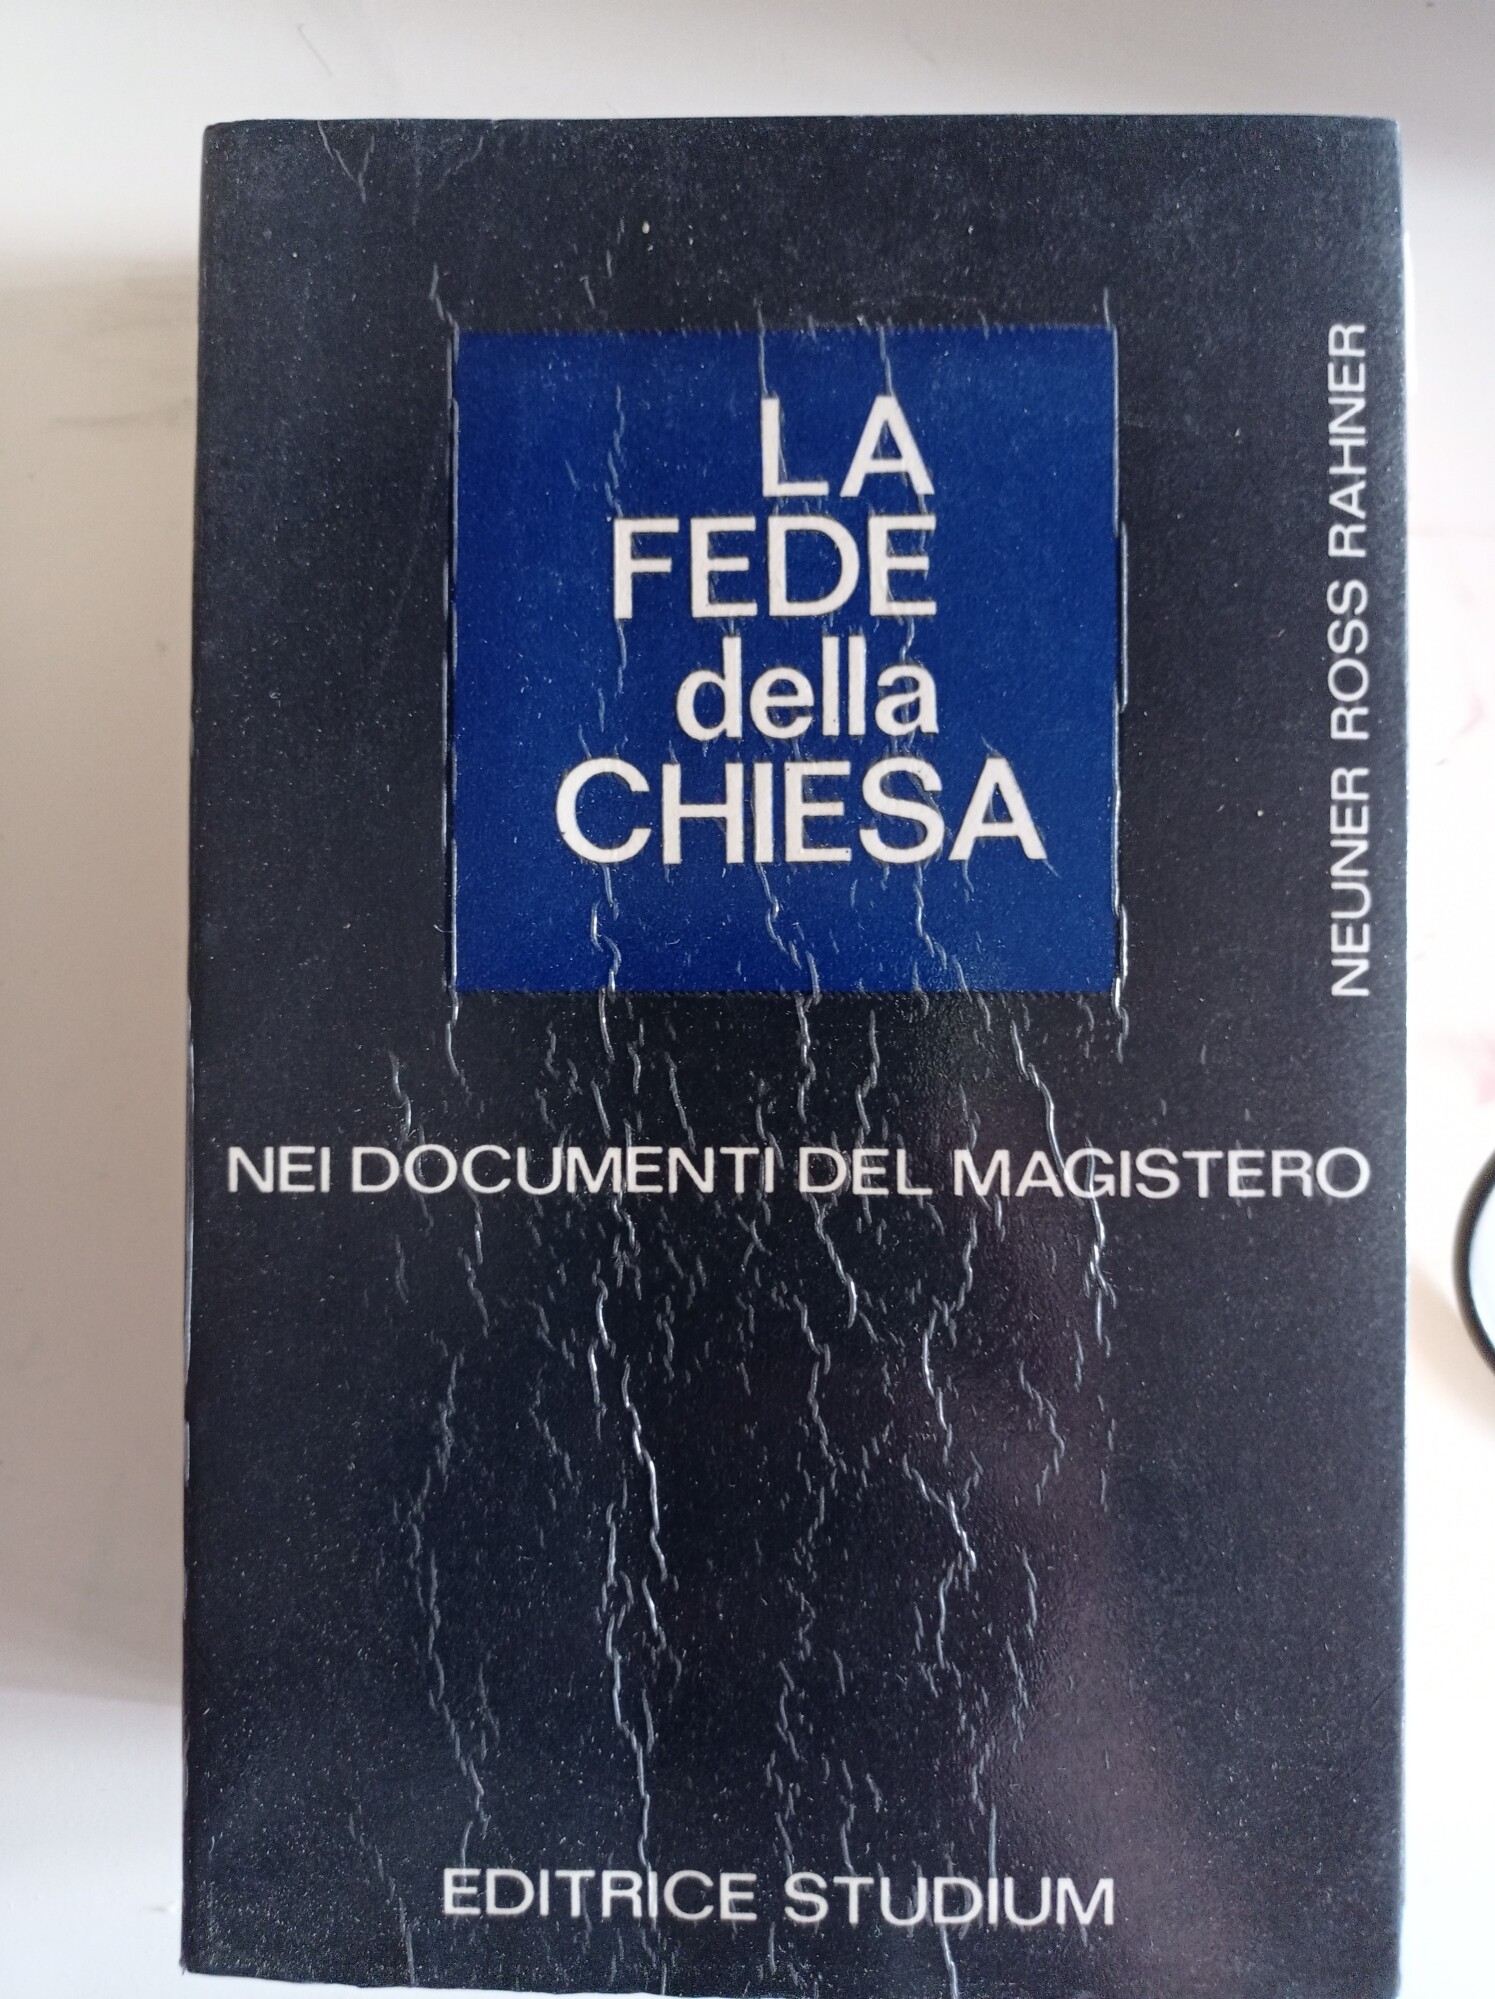 LA
FEDE
della
CHIESA
NEUNER ROSS RAHNER
NEI DOCUMENTI DEL MAGISTERO
EDITRICE STUDIUM